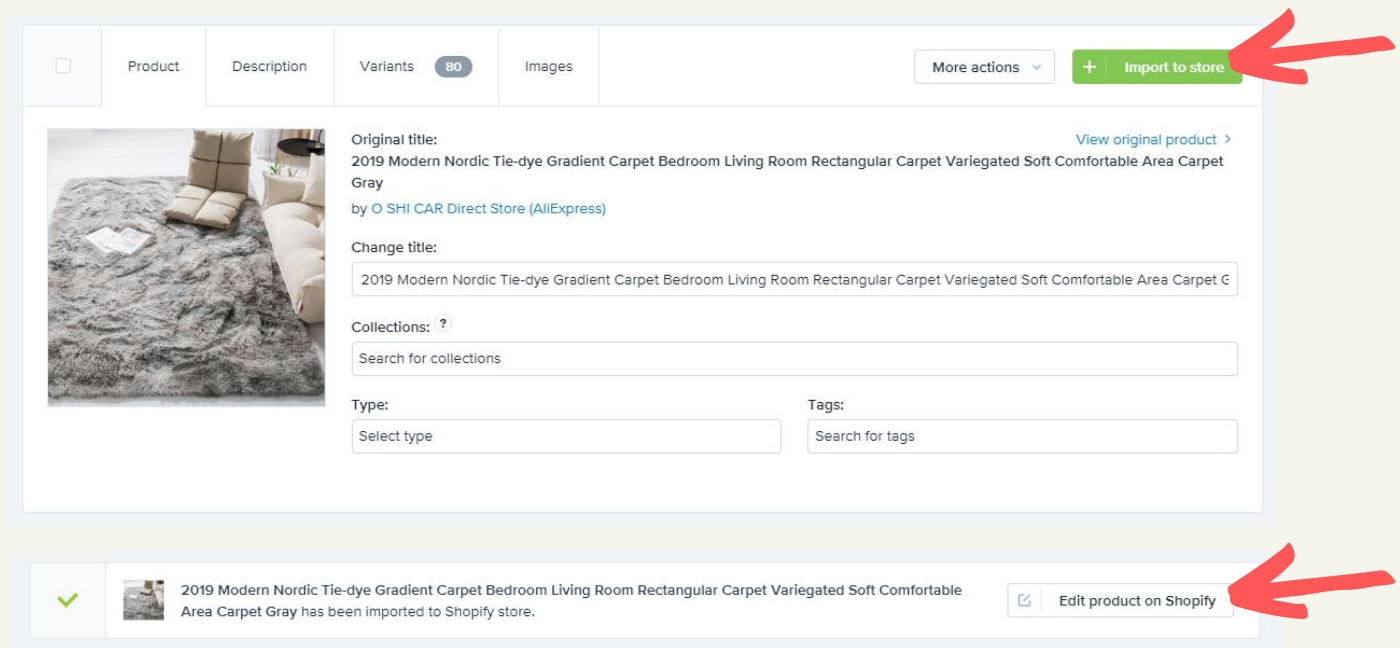 Product
Description
Variants 80
Images
More actions
+ Import to store
Original title:
View original product >
2019 Modern Nordic Tie-dye Gradient Carpet Bedroom Living Room Rectangular Carpet Variegated Soft Comfortable Area Carpet
Gray
by O SHI CAR Direct Store (AliExpress)
Change title:
2019 Modern Nordic Tie-dye Gradient Carpet Bedroom Living Room Rectangular Carpet Variegated Soft Comfortable Area Carpet G
Collections: ?
Search for collections
Type:
Tags:
Select type
Search for tags
2019 Modern Nordic Tie-dye Gradient Carpet Bedroom Living Room Rectangular Carpet Variegated Soft Comfortable
Area Carpet Gray has been imported to Shopify store.
Edit product on Shopify